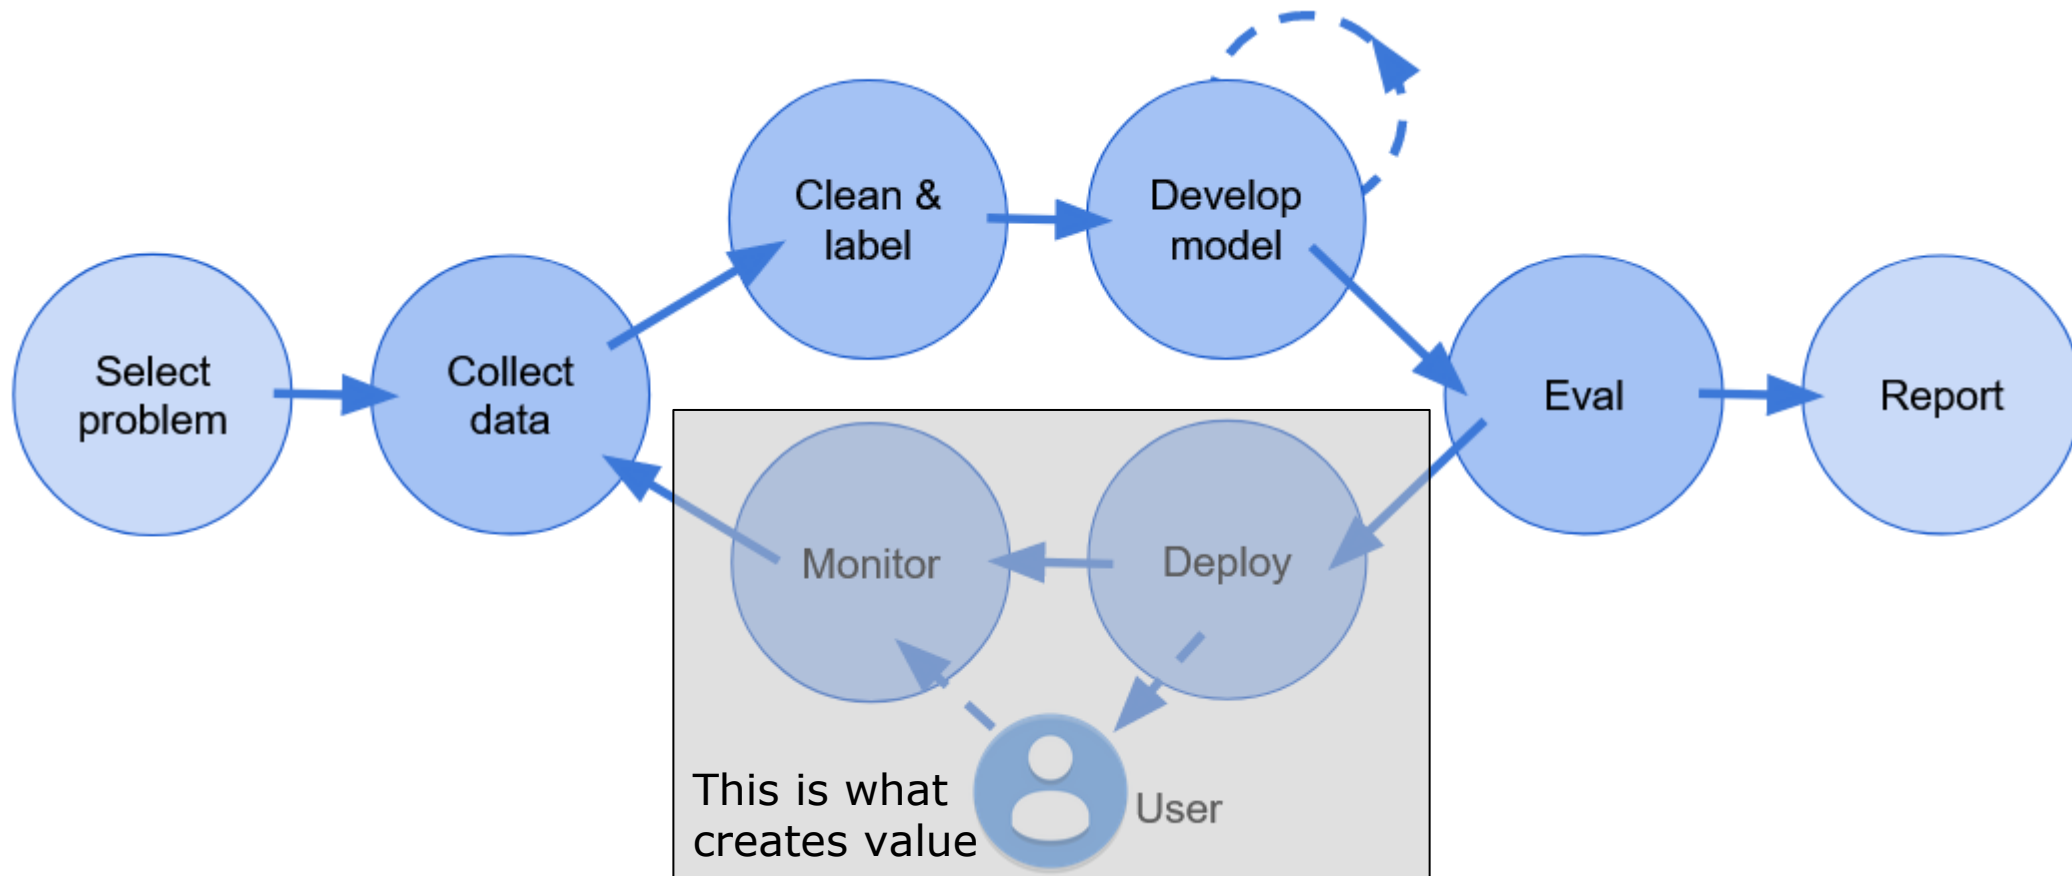 Select
problem
Collect
data
Clean &
label
Develop
model
Eval
Report
Deploy
Monitor
User
This is what
creates value